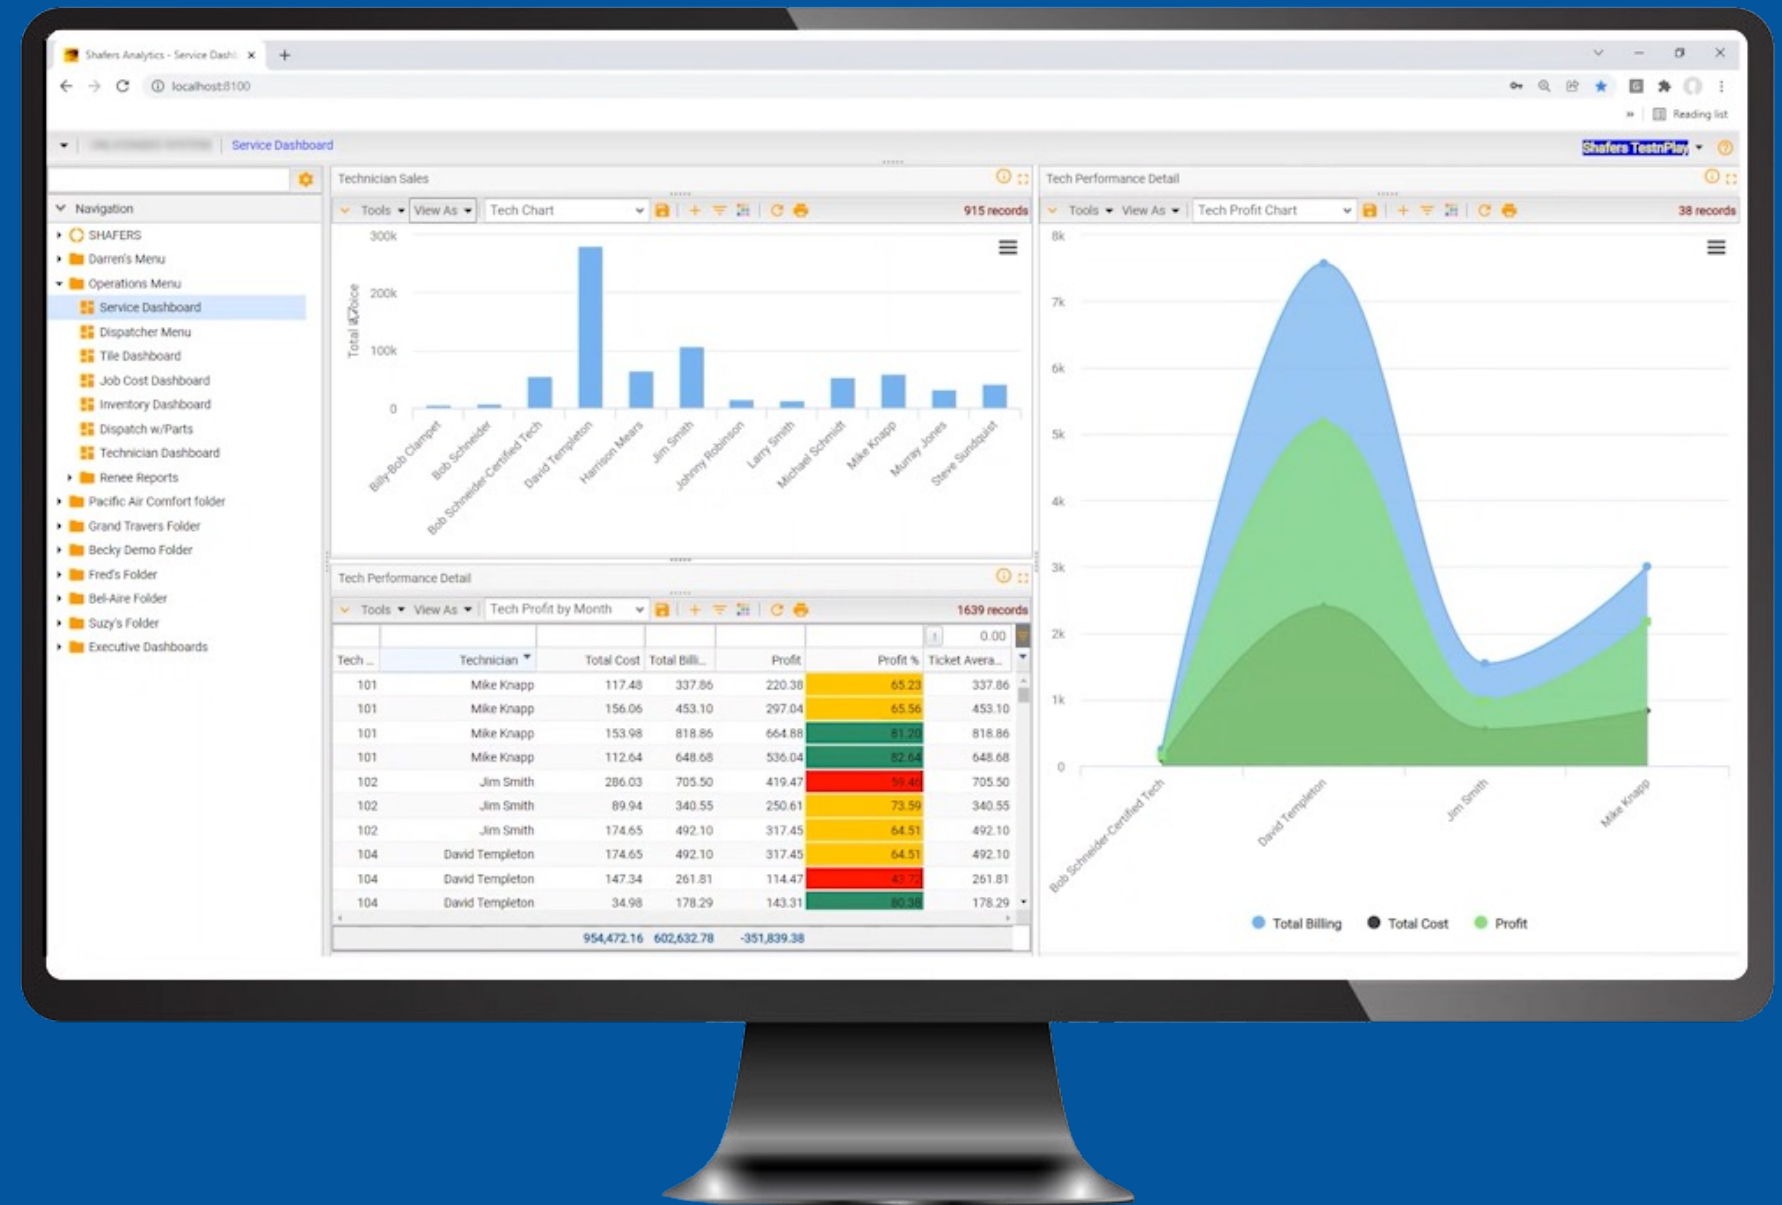 Shafers Analytics - Service Dash
localhost:8100
Reading list
Service Dashboard
Shafers TestnPlay
Navigation
SHAFERS
Darren's Menu
Operations Menu
Service Dashboard
Dispatcher Menu
Tile Dashboard
Job Cost Dashboard
Inventory Dashboard
Dispatch w/Parts
Technician Dashboard
Renee Reports
Pacific Air Comfort folder
Grand Travers Folder
Becky Demo Folder
Fred's Folder
Bel-Aire Folder
Suzy's Folder
Executive Dashboards
Technician Sales
Tools View As Tech Chart 915 records
300k
200k
100k
0
Total
Billy-Bob Clampet
Bob Schneider
Bob Schneider-Certified Tech
David Templeton
Harrison Mears
Jim Smith
Johnny Robinson
Larry Smith
Michael Schmidt
Mike Knapp
Murray Jones
Steve Sundquist
Tech Performance Detail
Tools View As Tech Profit by Month 1639 records
0.00
Tech ... Technician Total Cost Total Billi... Profit Profit % Ticket Avera...
101 Mike Knapp 117.48 337.86 220.38 65.23 337.86
101 Mike Knapp 156.06 453.10 297.04 65.56 453.10
101 Mike Knapp 153.98 818.86 664.88 81.20 818.86
101 Mike Knapp 112.64 648.68 536.04 82.64 648.68
102 Jim Smith 286.03 705.50 419.47 59.46 705.50
102 Jim Smith 89.94 340.55 250.61 73.59 340.55
102 Jim Smith 174.65 492.10 317.45 64.51 492.10
104 David Templeton 174.65 492.10 317.45 64.51 492.10
104 David Templeton 147.34 261.81 114.47 43.72 261.81
104 David Templeton 34.98 178.29 143.31 80.38 178.29
954,472.16 602,632.78 -351,839.38
Tech Performance Detail
Tools View As Tech Profit Chart 38 records
8k
7k
6k
5k
4k
3k
2k
1k
0
Bob Schneider-Certified Tech
David Templeton
Jim Smith
Mike Knapp
Total Billing Total Cost Profit